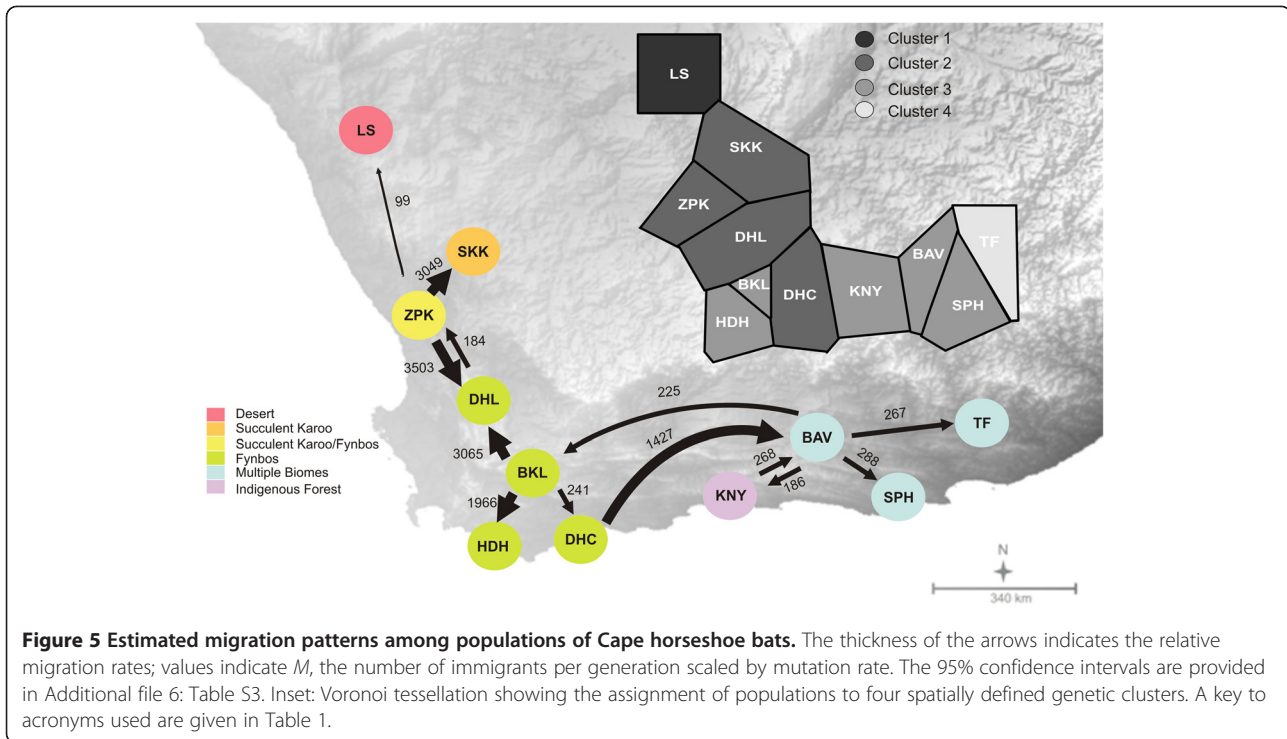 LS
SKK
ZPK
DHL
BKL
HDH
DHC
KNY
BAV
SPH
TF
Cluster 1
Cluster 2
Cluster 3
Cluster 4
LS
99
SKK
3049
ZPK
184
3503
DHL
3065
BKL
1966
241
HDH
DHC
225
1427
BAV
267
TF
268
186
288
KNY
SPH
Desert
Succulent Karoo
Succulent Karoo/Fynbos
Fynbos
Multiple Biomes
Indigenous Forest
N
340 km
Figure 5 Estimated migration patterns among populations of Cape horseshoe bats. The thickness of the arrows indicates the relative
migration rates; values indicate M, the number of immigrants per generation scaled by mutation rate. The 95% confidence intervals are provided
in Additional file 6: Table S3. Inset: Voronoi tessellation showing the assignment of populations to four spatially defined genetic clusters. A key to
acronyms used are given in Table 1.